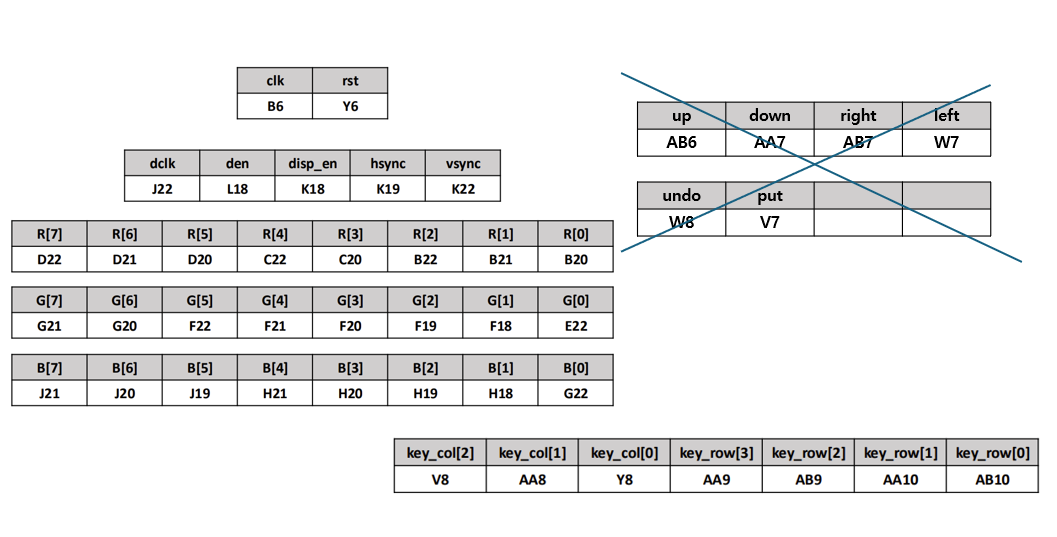 clk rst
B6 Y6
dclk den disp_en hsync vsync
J22 L18 K18 K19 K22
R[7] R[6] R[5] R[4] R[3] R[2] R[1] R[0]
D22 D21 D20 C22 C20 B22 B21 B20
G[7] G[6] G[5] G[4] G[3] G[2] G[1] G[0]
G21 G20 F22 F21 F20 F19 F18 E22
B[7] B[6] B[5] B[4] B[3] B[2] B[1] B[0]
J21 J20 J19 H21 H20 H19 H18 G22
up down right left
AB6 AA7 AB7 W7
undo put
W8 V7
key_col[2] key_col[1] key_col[0] key_row[3] key_row[2] key_row[1] key_row[0]
V8 AA8 Y8 AA9 AB9 AA10 AB10